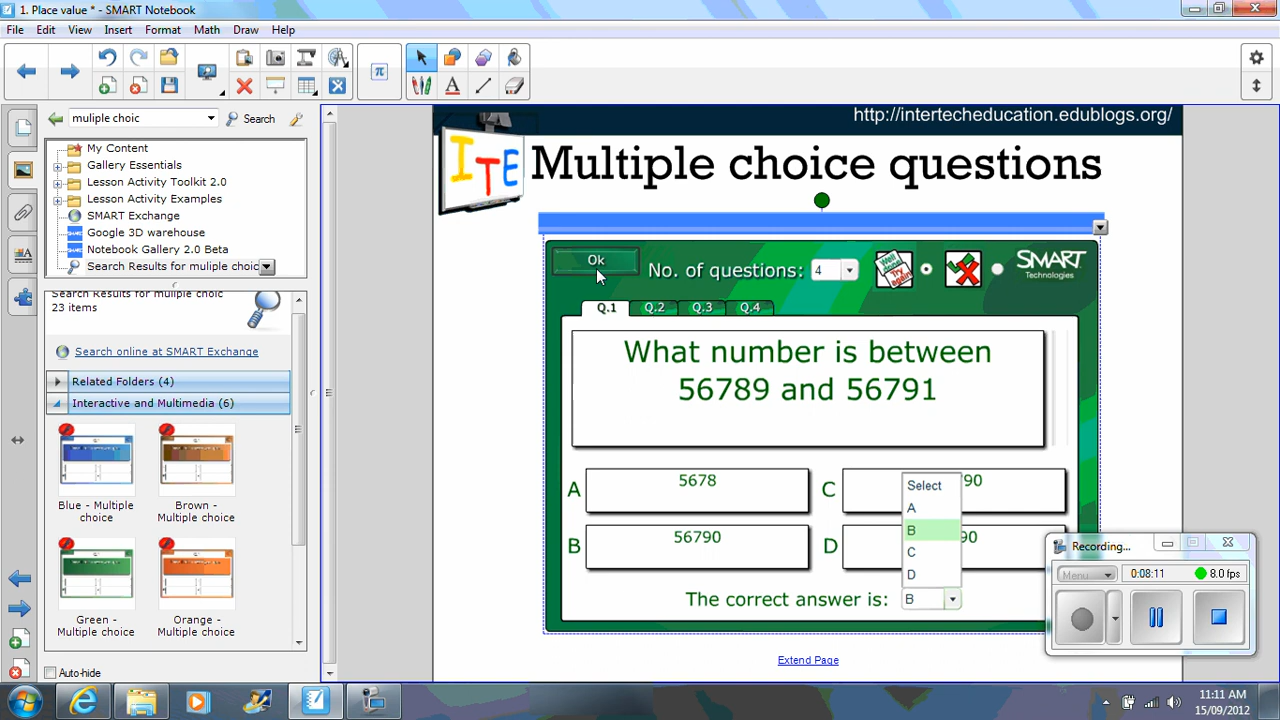 1. Place value * - SMART Notebook
File Edit View Insert Format Math Draw Help
π
A
muliple choic
Search
My Content
Gallery Essentials
Lesson Activity Toolkit 2.0
Lesson Activity Examples
SMART Exchange
Google 3D warehouse
Notebook Gallery 2.0 Beta
Search Results for muliple choic
Search Results for muliple choic
23 items
Search online at SMART Exchange
Related Folders (4)
Interactive and Multimedia (6)
Blue - Multiple choice
Brown - Multiple choice
Green - Multiple choice
Orange - Multiple choice
Auto-hide
http://intertecheducation.edublogs.org/
ITE
Multiple choice questions
Ok
No. of questions: 4
Well done
Try again
SMART
Technologies
Q.1 Q.2 Q.3 Q.4
What number is between
56789 and 56791
A 5678
C 90
B 56790
D 90
Select
A
B
C
D
The correct answer is: B
Extend Page
Recording...
Menu
0:08:11
8.0 fps
11:11 AM
15/09/2012